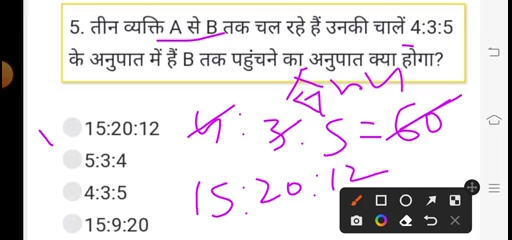 5. तीन व्यक्ति A से B तक चल रहे हैं उनकी चालें 4:3:5
के अनुपात में हैं B तक पहुंचने का अनुपात क्या होगा?
15:20:12
4: 3: 5 = 60
5:3:4
15:20:12
4:3:5
15:9:20